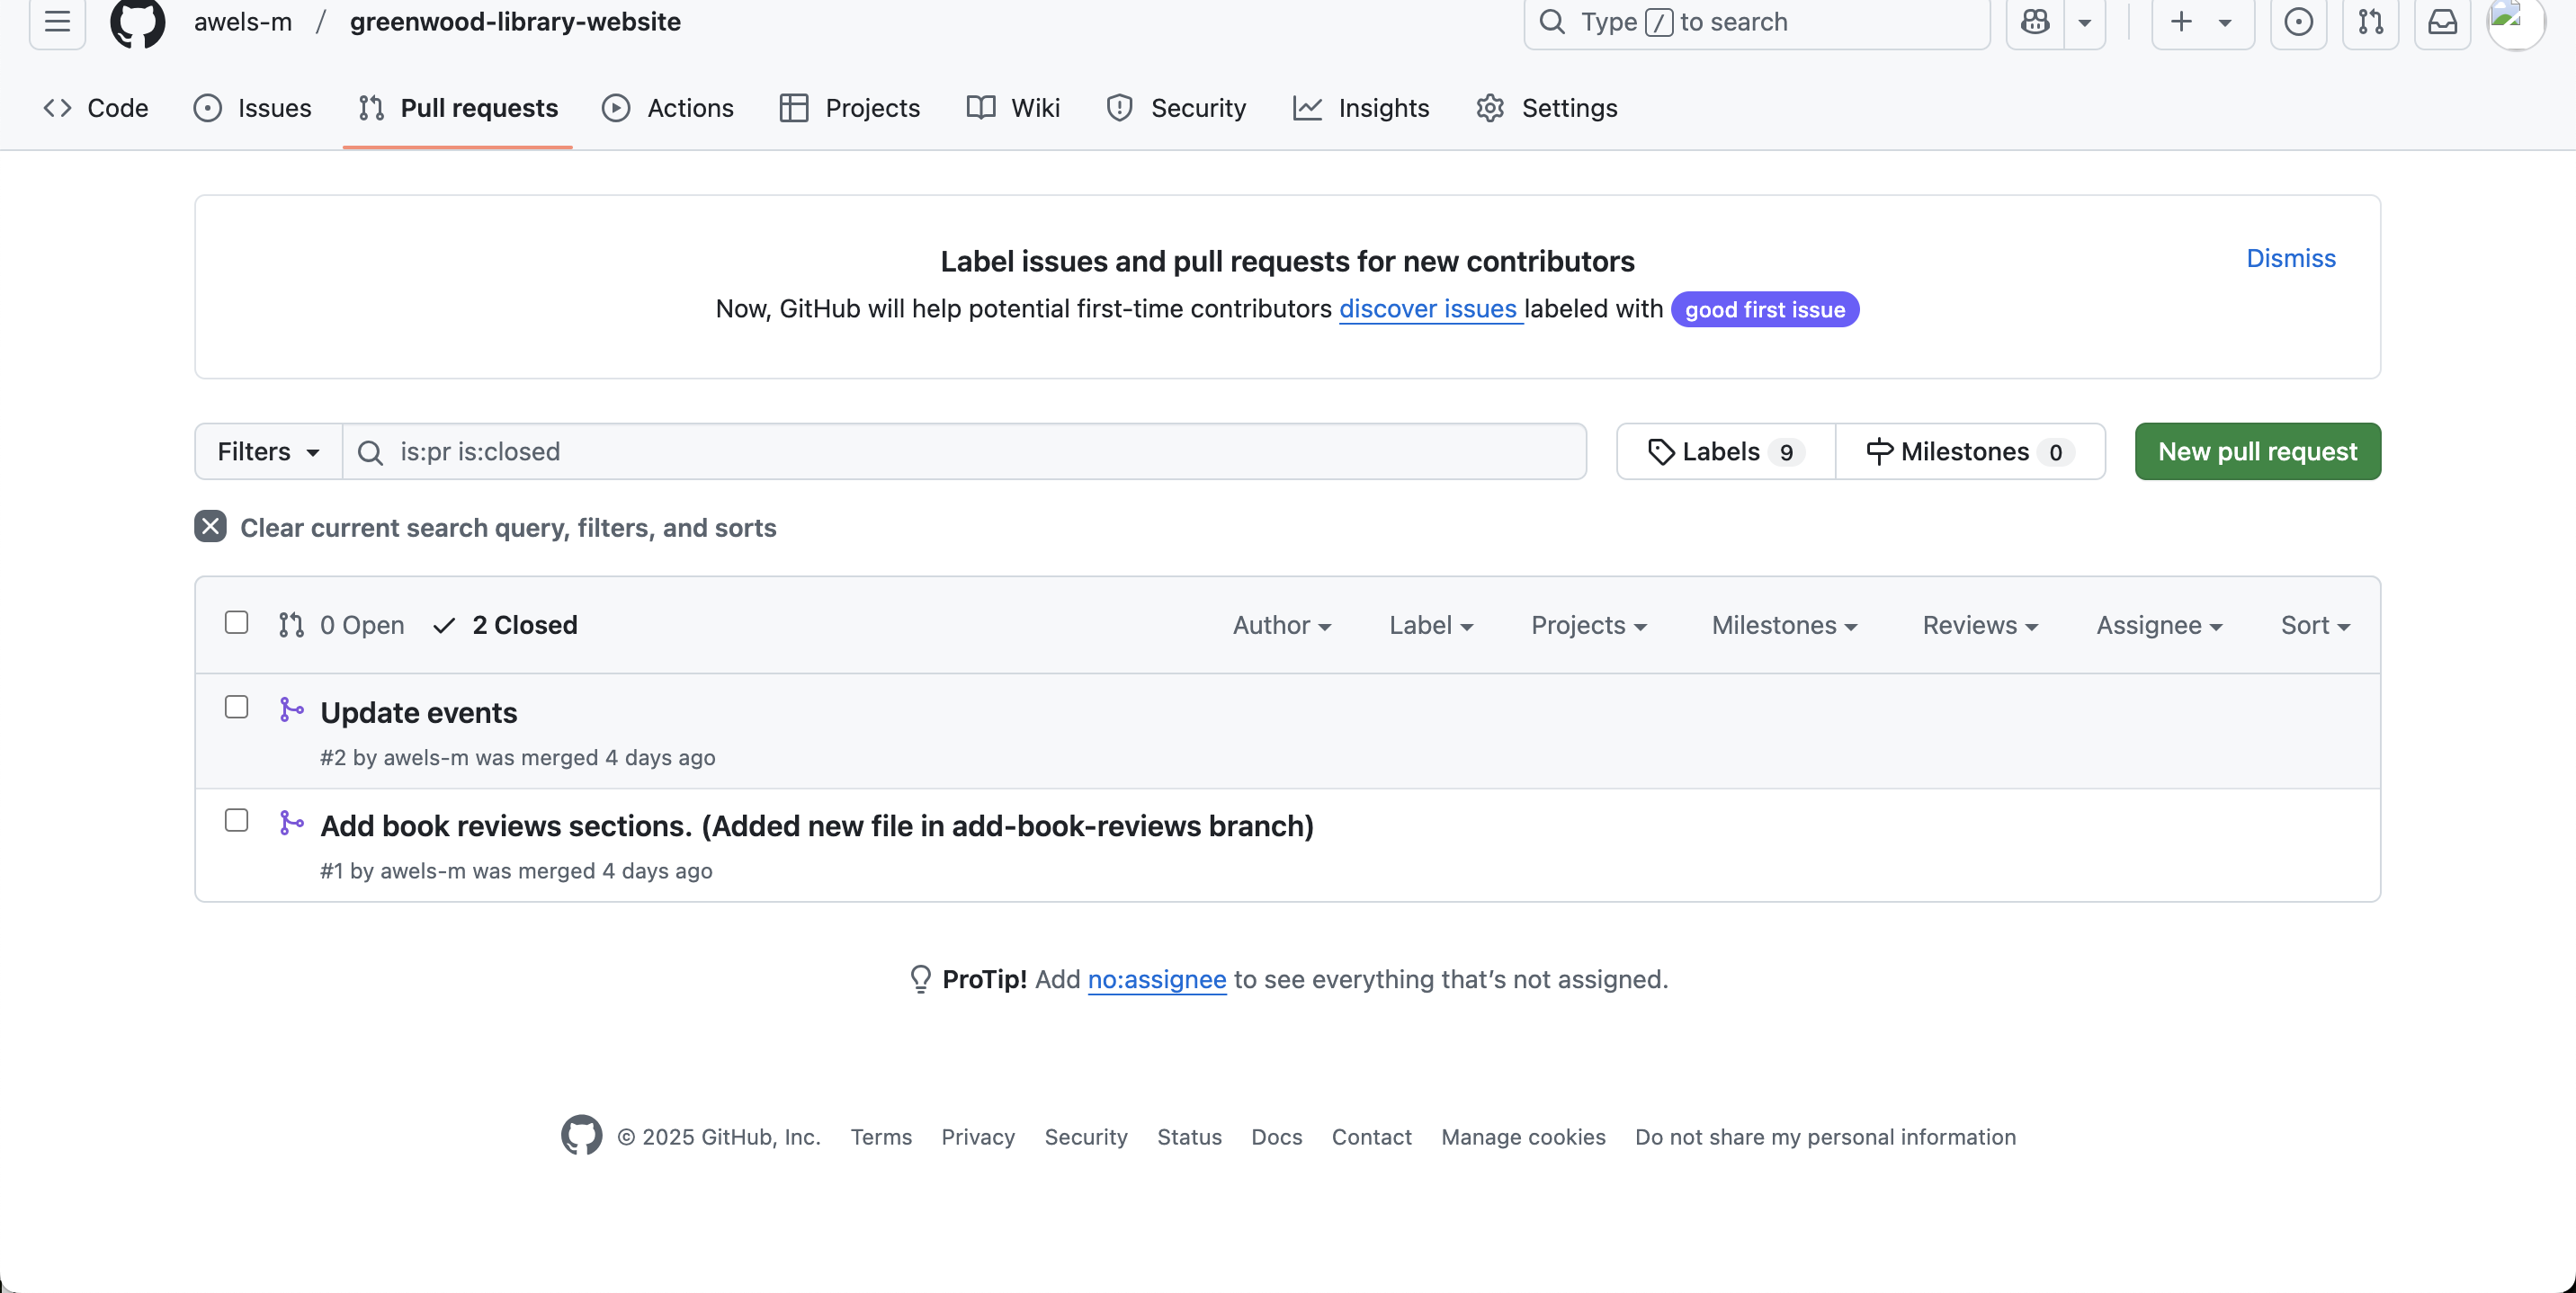 awels-m / greenwood-library-website Type / to search
Code Issues Pull requests Actions Projects Wiki Security Insights Settings
Label issues and pull requests for new contributors
Dismiss
Now, GitHub will help potential first-time contributors discover issues labeled with good first issue
Filters is:pr is:closed Labels 9 Milestones 0 New pull request
Clear current search query, filters, and sorts
0 Open 2 Closed Author Label Projects Milestones Reviews Assignee Sort
Update events
#2 by awels-m was merged 4 days ago
Add book reviews sections. (Added new file in add-book-reviews branch)
#1 by awels-m was merged 4 days ago
ProTip! Add no:assignee to see everything that’s not assigned.
© 2025 GitHub, Inc. Terms Privacy Security Status Docs Contact Manage cookies Do not share my personal information